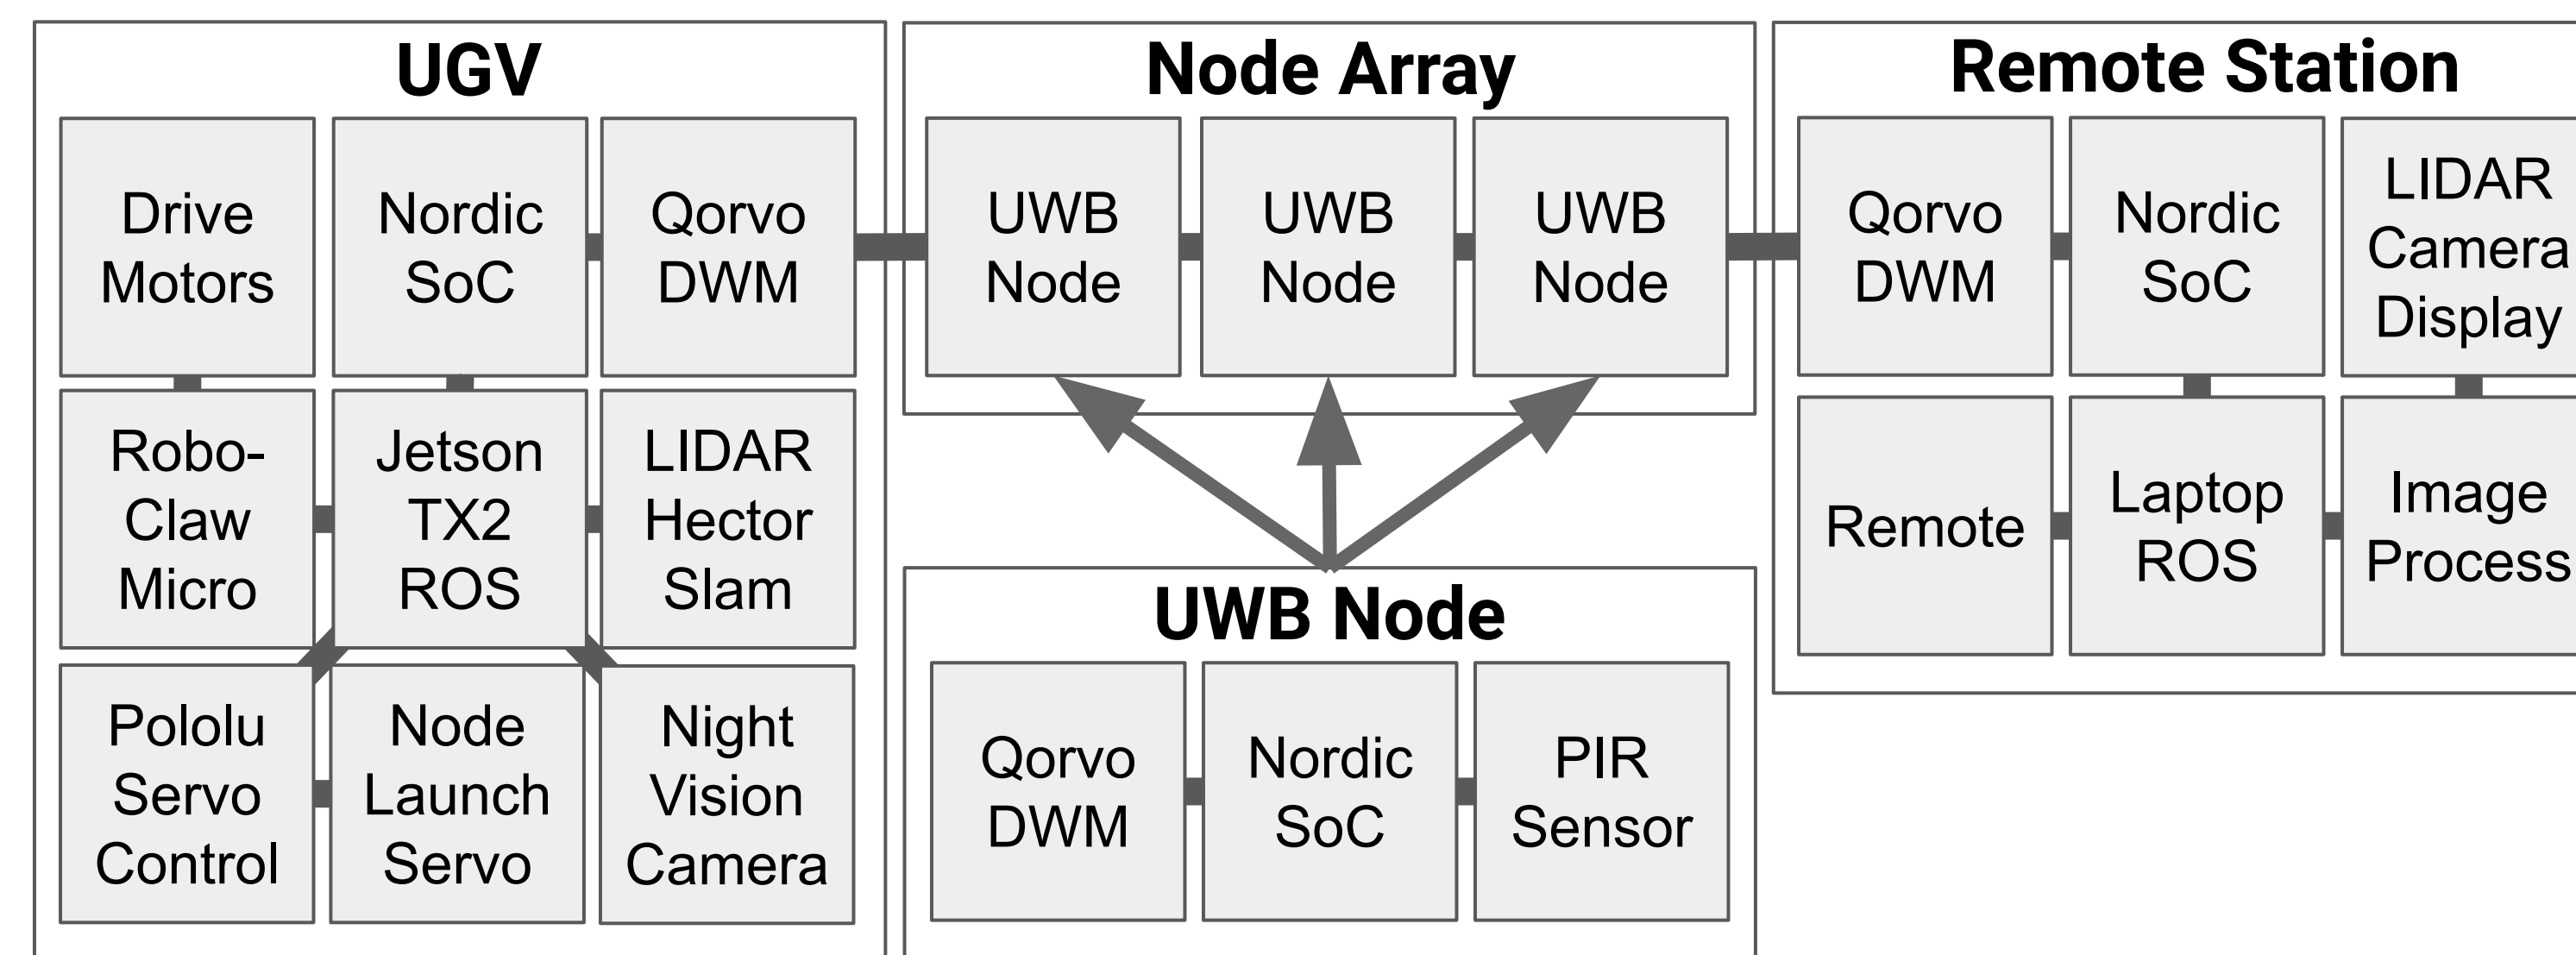 UGV
Drive
Motors
Nordic
SoC
Qorvo
DWM
Robo-
Claw
Micro
Jetson
TX2
ROS
LIDAR
Hector
Slam
Pololu
Servo
Control
Node
Launch
Servo
Night
Vision
Camera
Node Array
UWB
Node
UWB
Node
UWB
Node
UWB Node
Qorvo
DWM
Nordic
SoC
PIR
Sensor
Remote Station
Qorvo
DWM
Nordic
SoC
LIDAR
Camera
Display
Remote
Laptop
ROS
Image
Process